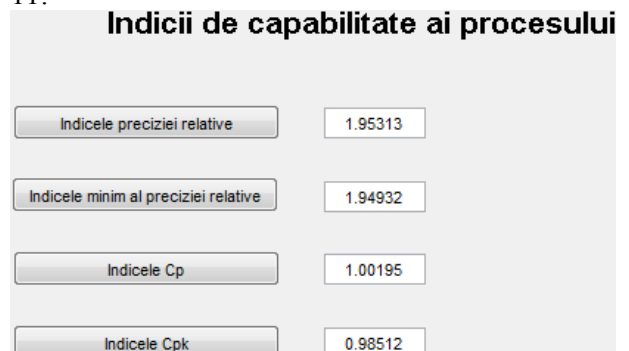 Indicii de capabilitate ai procesului
Indicele preciziei relative 1.95313
Indicele minim al preciziei relative 1.94932
Indicele Cp 1.00195
Indicele Cpk 0.98512